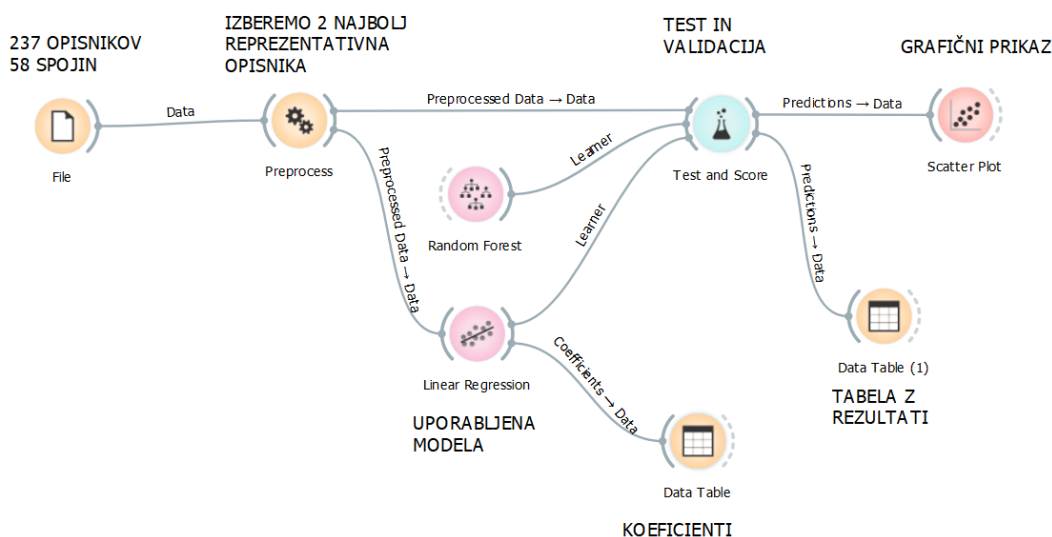 237 OPISNIKOV
58 SPOJIN
IZBEREMO 2 NAJBOLJ
REPREZENTATIVNA
OPISNIKA
TEST IN
VALIDACIJA
GRAFIČNI PRIKAZ
Data
Preprocessed Data → Data
Predictions → Data
File
Preprocess
Learner
Test and Score
Scatter Plot
Preprocessed Data → Data
Random Forest
Learner
Predictions → Data
Linear Regression
Coefficients → Data
Data Table (1)
UPORABLJENA
MODELA
TABELA Z
REZULTATI
Data Table
KOEFICIENTI